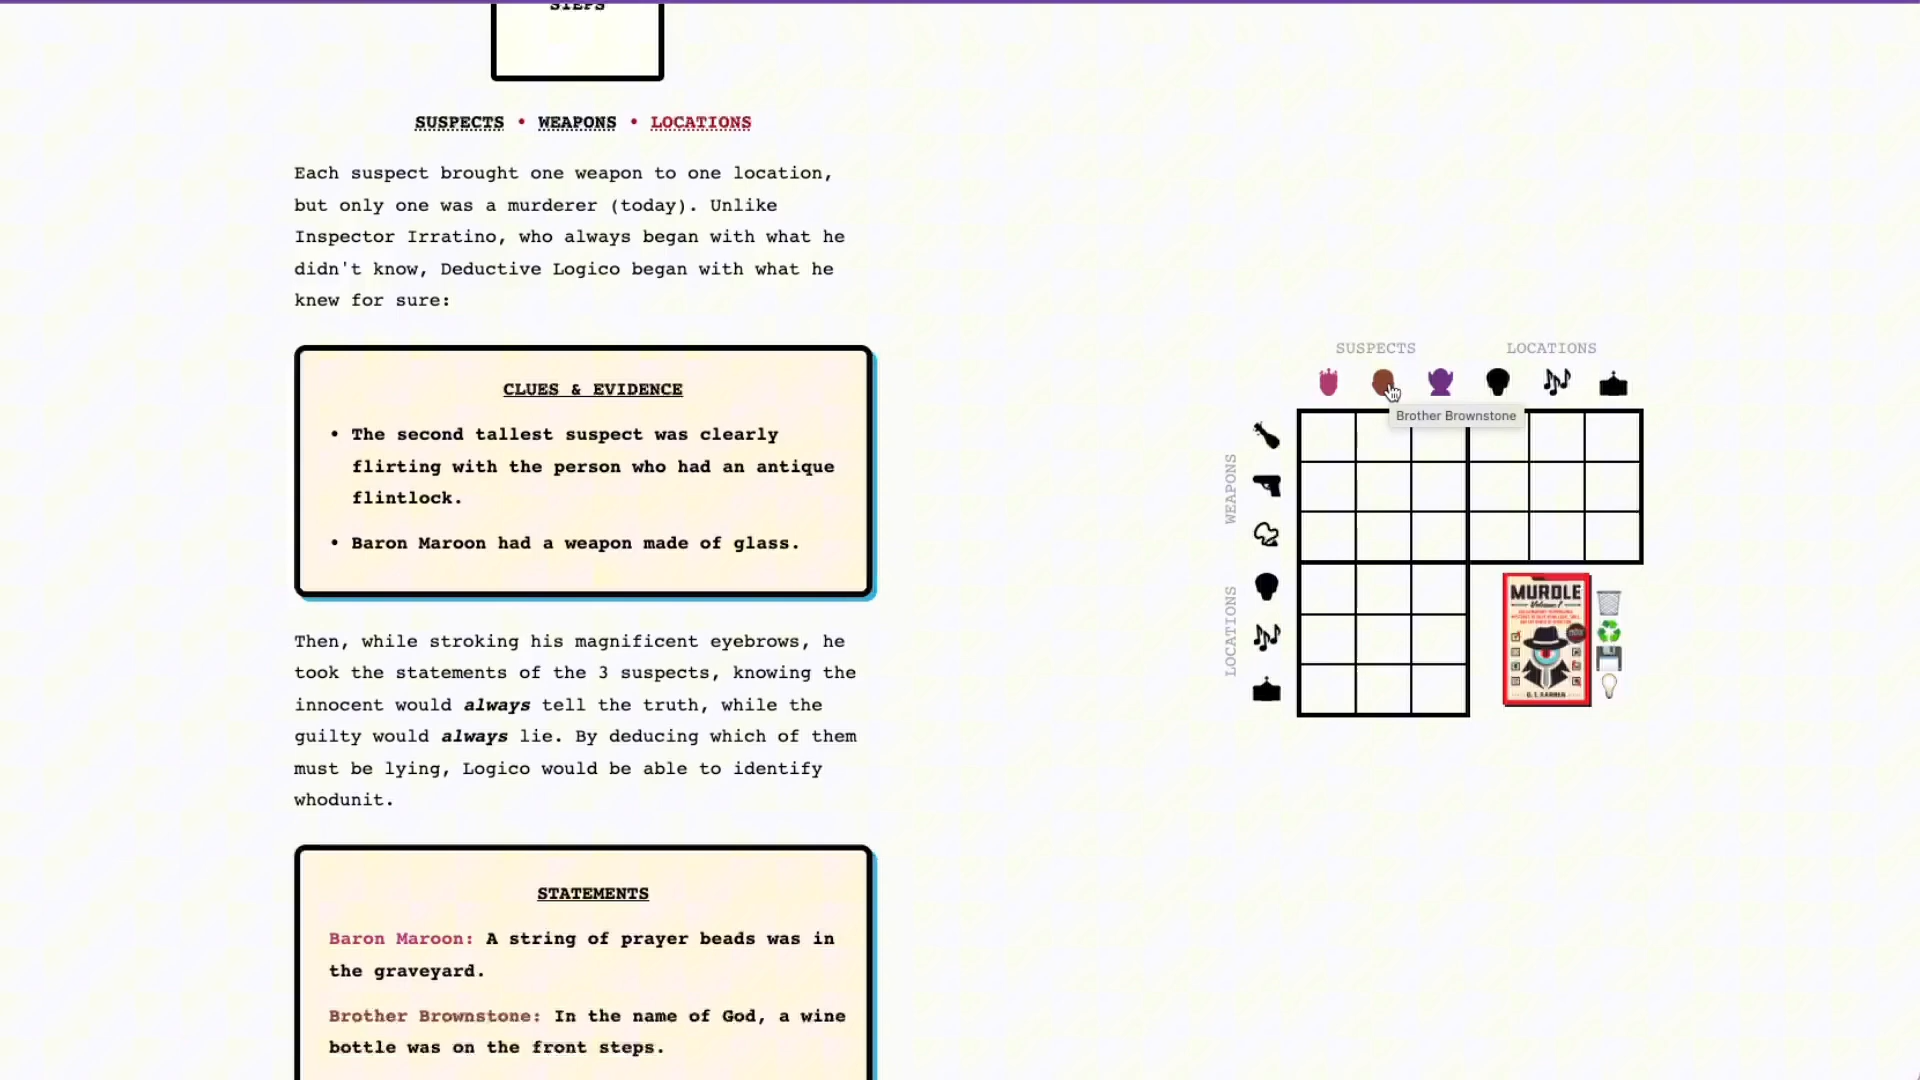 STEPS
SUSPECTS • WEAPONS • LOCATIONS
Each suspect brought one weapon to one location,
but only one was a murderer (today). Unlike
Inspector Irratino, who always began with what he
didn't know, Deductive Logico began with what he
knew for sure:
CLUES & EVIDENCE
• The second tallest suspect was clearly
flirting with the person who had an antique
flintlock.
• Baron Maroon had a weapon made of glass.
Then, while stroking his magnificent eyebrows, he
took the statements of the 3 suspects, knowing the
innocent would always tell the truth, while the
guilty would always lie. By deducing which of them
must be lying, Logico would be able to identify
whodunit.
STATEMENTS
Baron Maroon: A string of prayer beads was in
the graveyard.
Brother Brownstone: In the name of God, a wine
bottle was on the front steps.
SUSPECTS
LOCATIONS
Brother Brownstone
WEAPONS
LOCATIONS
MURDLE
Volume 1
G. T. KARBER